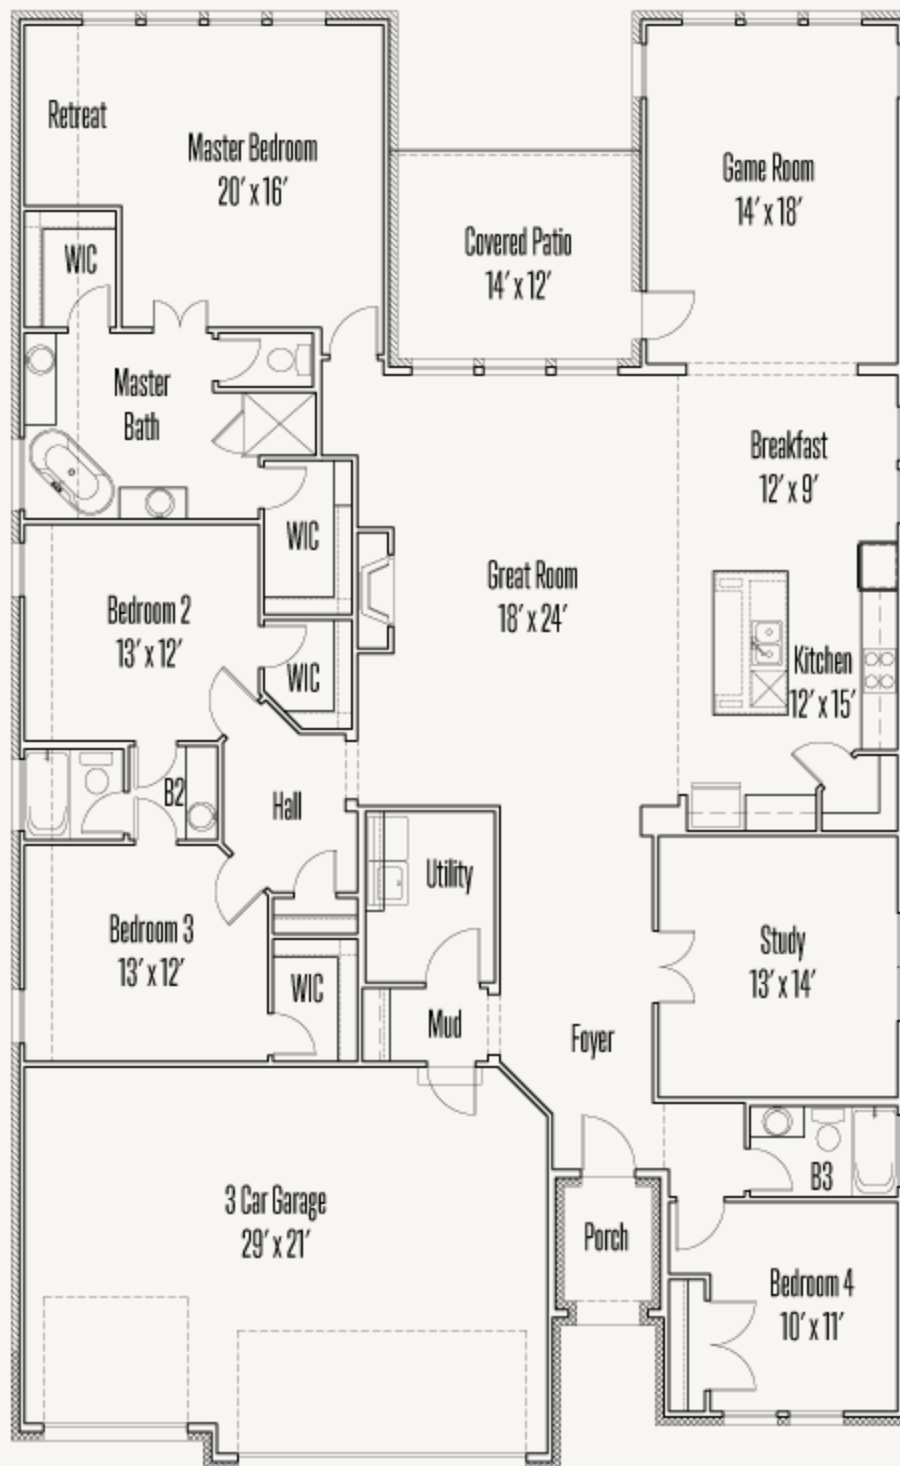 Retreat
Master Bedroom
20' x 16'
Game Room
14' x 18'
Covered Patio
14' x 12'
WIC
Master
Bath
Breakfast
12' x 9'
WIC
Great Room
18' x 24'
Bedroom 2
13' x 12'
Kitchen
12' x 15'
WIC
B2
Hall
Utility
Bedroom 3
13' x 12'
Study
13' x 14'
WIC
Mud
Foyer
B3
3 Car Garage
29' x 21'
Porch
Bedroom 4
10' x 11'